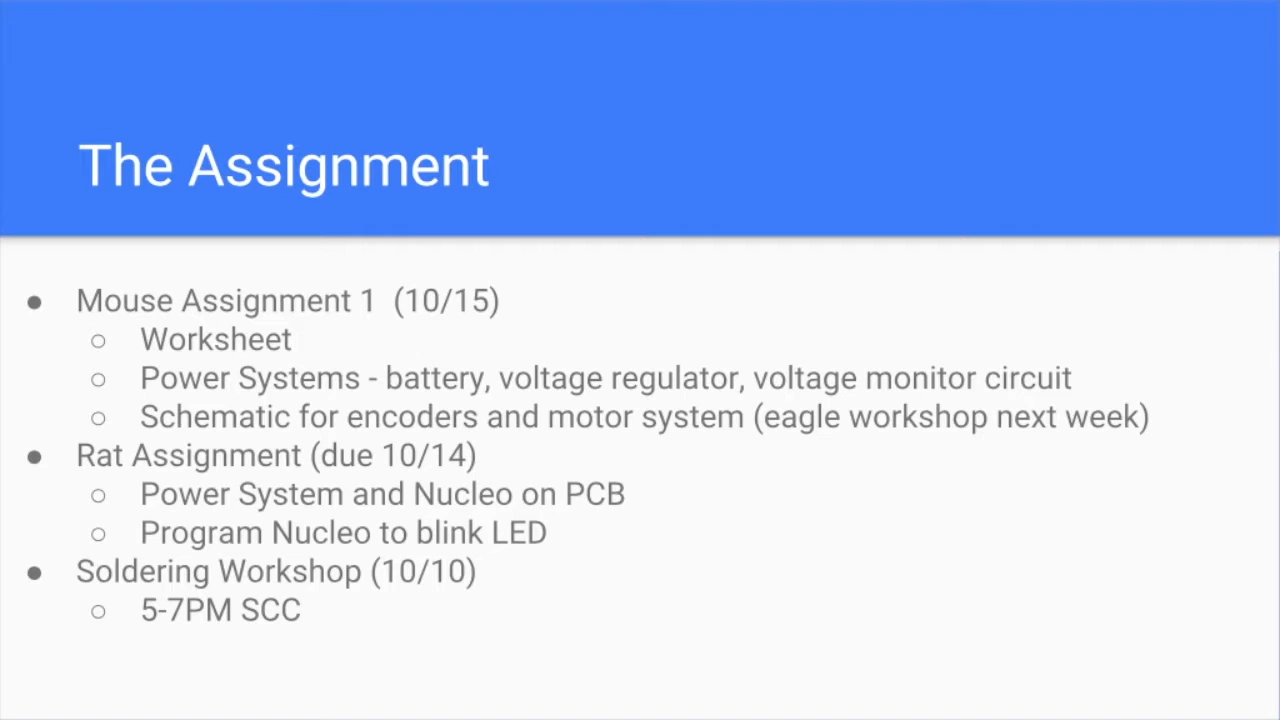 The Assignment
● Mouse Assignment 1 (10/15)
○ Worksheet
○ Power Systems - battery, voltage regulator, voltage monitor circuit
○ Schematic for encoders and motor system (eagle workshop next week)
● Rat Assignment (due 10/14)
○ Power System and Nucleo on PCB
○ Program Nucleo to blink LED
● Soldering Workshop (10/10)
○ 5-7PM SCC